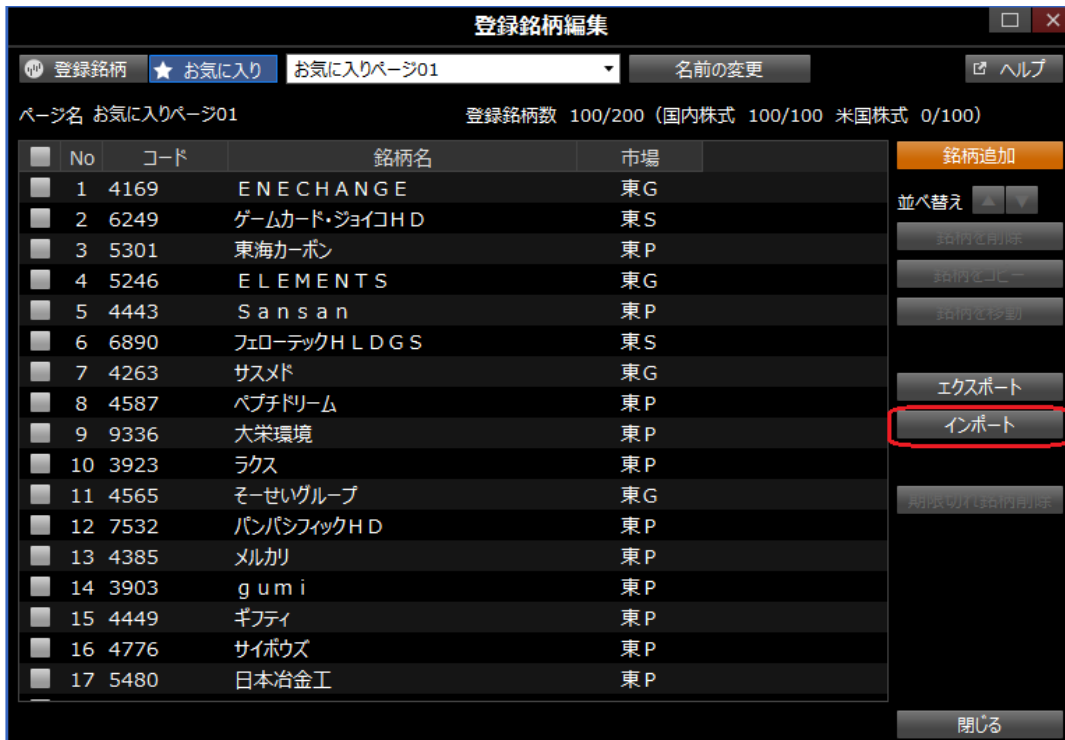 登録銘柄編集
登録銘柄 お気に入り お気に入りページ01 名前の変更 ヘルプ
ページ名 お気に入りページ01 登録銘柄数 100/200（国内株式 100/100 米国株式 0/100）
No コード 銘柄名 市場 銘柄追加
1 4169 ＥＮＥＣＨＡＮＧＥ 東Ｇ
並べ替え
2 6249 ゲームカード・ジョイコＨＤ 東Ｓ
銘柄を削除
3 5301 東海カーボン 東Ｐ
銘柄をコピー
4 5246 ＥＬＥＭＥＮＴＳ 東Ｇ
5 4443 Ｓａｎｓａｎ 東Ｐ
銘柄を移動
6 6890 フェローテックＨＬＤＧＳ 東Ｓ
7 4263 サスメド 東Ｇ
エクスポート
8 4587 ペプチドリーム 東Ｐ
インポート
9 9336 大栄環境 東Ｐ
10 3923 ラクス 東Ｐ
11 4565 そーせいグループ 東Ｇ
期限切れ銘柄削除
12 7532 パンパシフィックＨＤ 東Ｐ
13 4385 メルカリ 東Ｐ
14 3903 ｇｕｍｉ 東Ｐ
15 4449 ギフティ 東Ｐ
16 4776 サイボウズ 東Ｐ
17 5480 日本冶金工 東Ｐ
閉じる